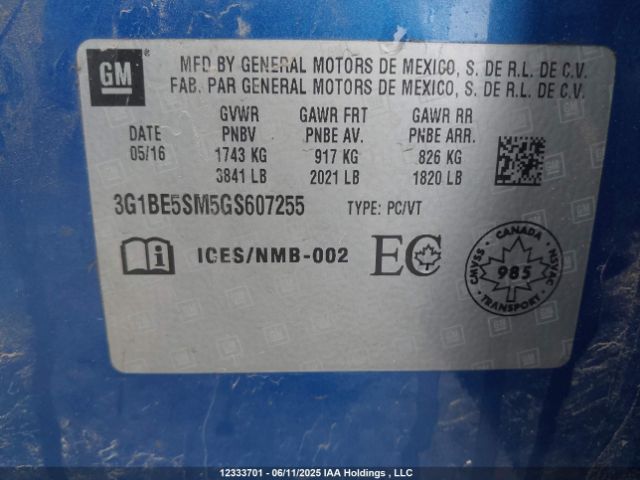 GM
MFD BY GENERAL MOTORS DE MEXICO, S. DE R.L. DE C.V.
FAB. PAR GENERAL MOTORS DE MEXICO, S. DE R.L. DE C.V.
GVWR GAWR FRT GAWR RR
DATE PNBV PNBE AV. PNBE ARR.
05/16 1743 KG 917 KG 826 KG
3841 LB 2021 LB 1820 LB
3G1BE5SM5GS607255 TYPE: PC/VT
i ICES/NMB-002 EC
CANADA
CMVSS 985 NSVAC
TRANSPORT
12333701 - 06/11/2025 IAA Holdings , LLC